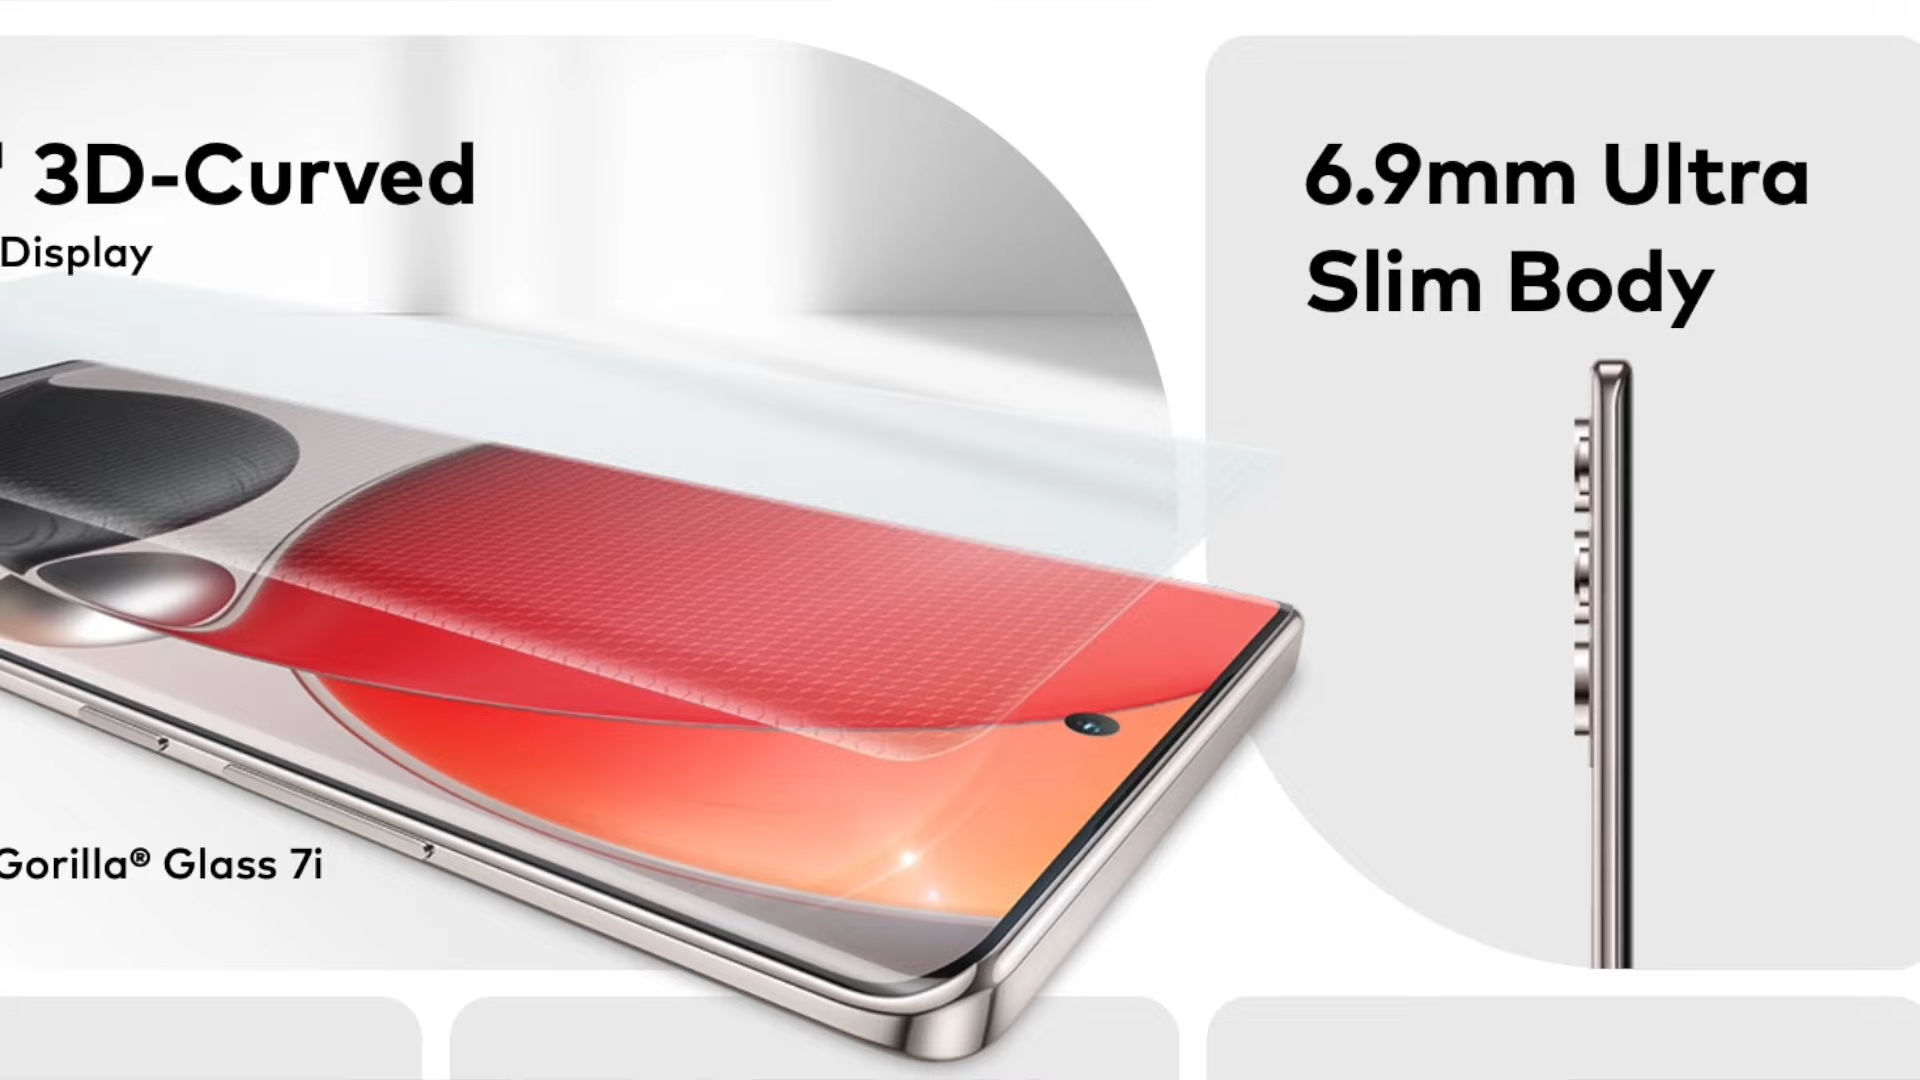 3D-Curved
Display
6.9mm Ultra
Slim Body
Gorilla® Glass 7i